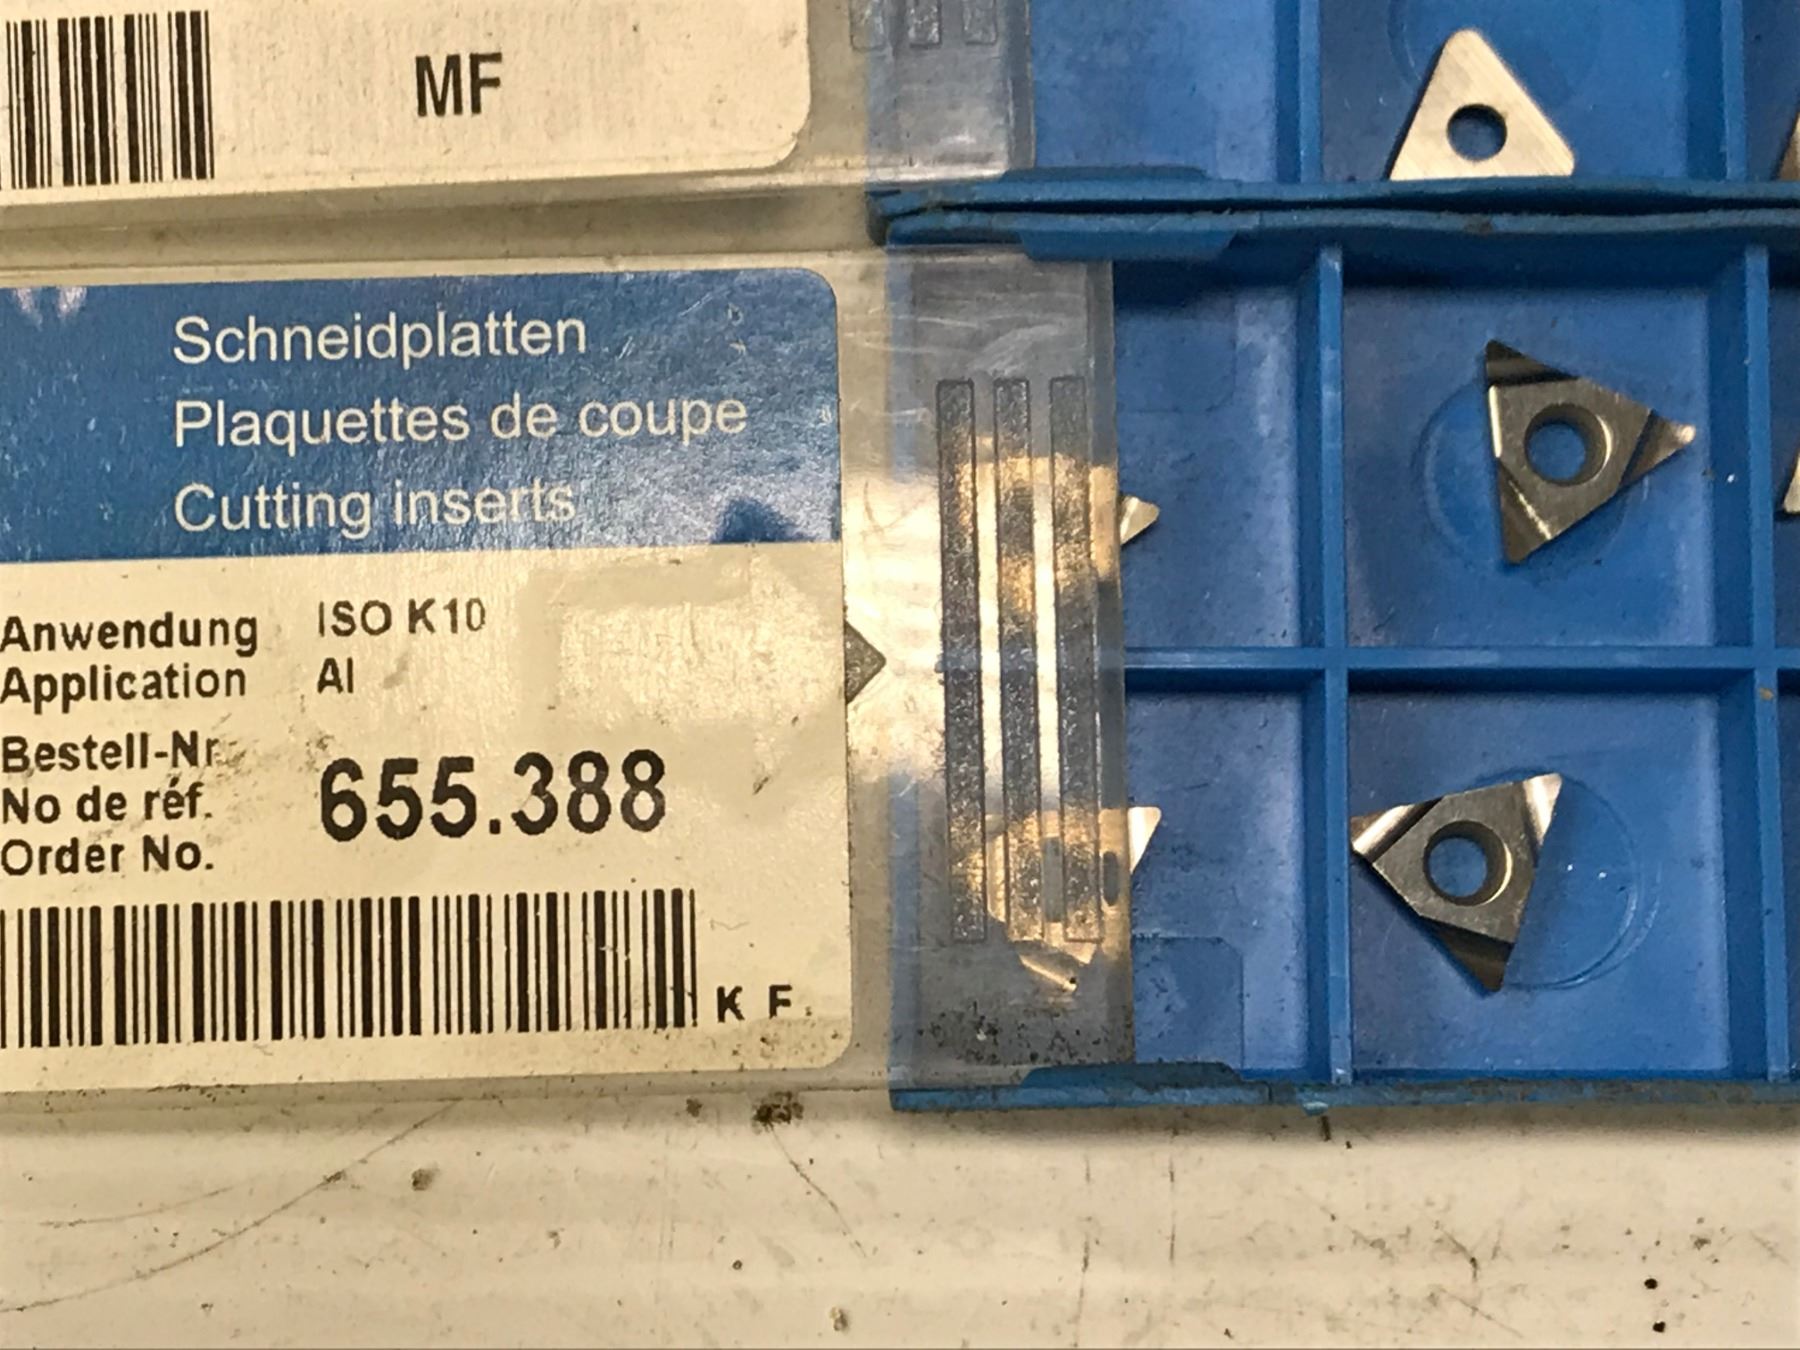 MF
Schneidplatten
Plaquettes de coupe
Cutting inserts
Anwendung ISO K10
Application Al
Bestell-Nr.
No de réf. 655.388
Order No.
K F.